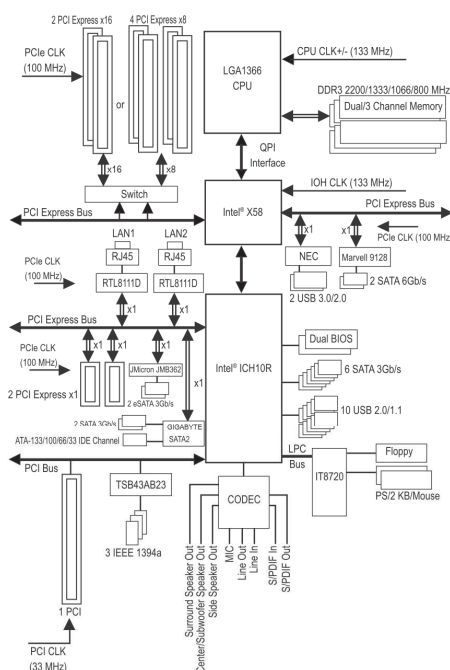 2 PCI Express x16
4 PCI Express x8
PCIe CLK
(100 MHz)
or
LGA1366
CPU
CPU CLK+/- (133 MHz)
DDR3 2200/1333/1066/800 MHz
Dual/3 Channel Memory
x16
x8
Switch
QPI
Interface
PCI Express Bus
Intel® X58
IOH CLK (133 MHz)
PCI Express Bus
x1
x1
PCIe CLK (100 MHz)
LAN1
LAN2
RJ45
RJ45
NEC
Marvell 9128
PCIe CLK
(100 MHz)
RTL8111D
RTL8111D
2 USB 3.0/2.0
2 SATA 6Gb/s
x1
x1
PCI Express Bus
x1
x1
x1
x1
PCIe CLK
(100 MHz)
JMicron JMB362
Intel® ICH10R
Dual BIOS
2 PCI Express x1
2 eSATA 3Gb/s
6 SATA 3Gb/s
2 SATA 3Gb/s
GIGABYTE
SATA2
10 USB 2.0/1.1
ATA-133/100/66/33 IDE Channel
PCI Bus
LPC
Bus
IT8720
Floppy
TSB43AB23
CODEC
PS/2 KB/Mouse
3 IEEE 1394a
Surround Speaker Out
Center/Subwoofer Speaker Out
Side Speaker Out
MIC
Line Out
Line In
S/PDIF In
S/PDIF Out
1 PCI
PCI CLK
(33 MHz)